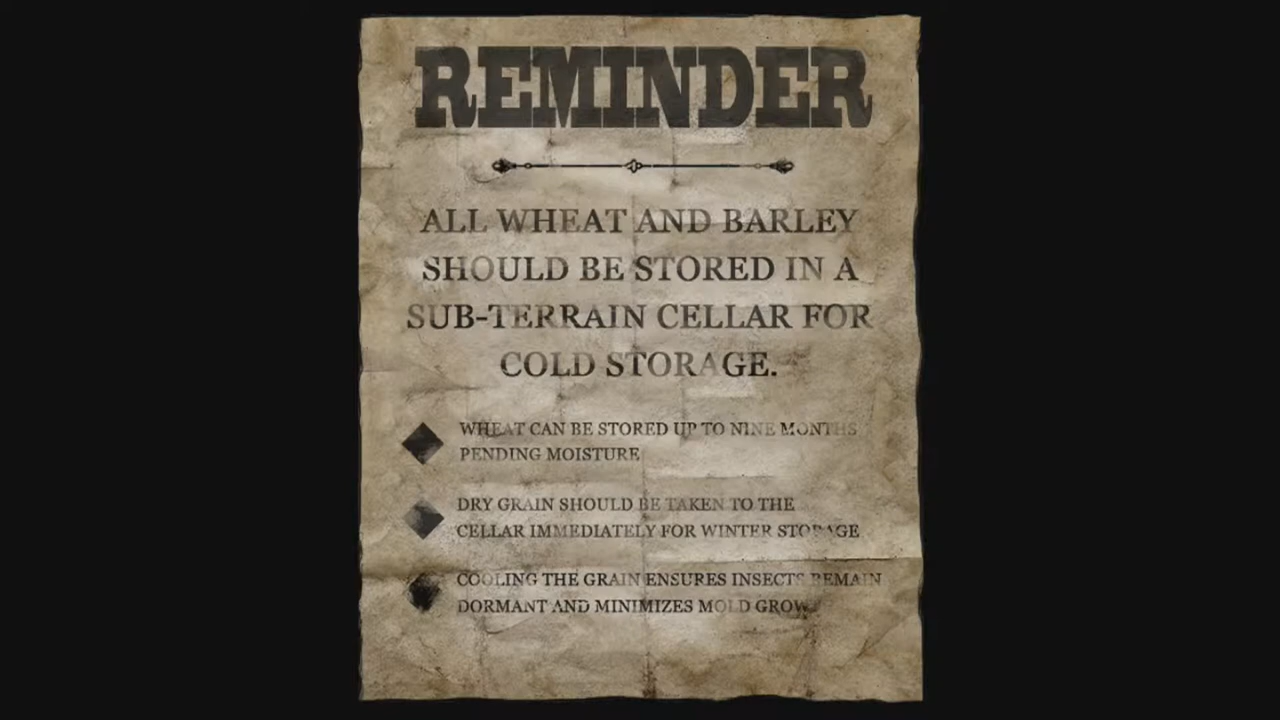 REMINDER
ALL WHEAT AND BARLEY
SHOULD BE STORED IN A
SUB-TERRAIN CELLAR FOR
COLD STORAGE.
WHEAT CAN BE STORED UP TO NINE MONTHS
PENDING MOISTURE
DRY GRAIN SHOULD BE TAKEN TO THE
CELLAR IMMEDIATELY FOR WINTER STORAGE
COOLING THE GRAIN ENSURES INSECTS REMAIN
DORMANT AND MINIMIZES MOLD